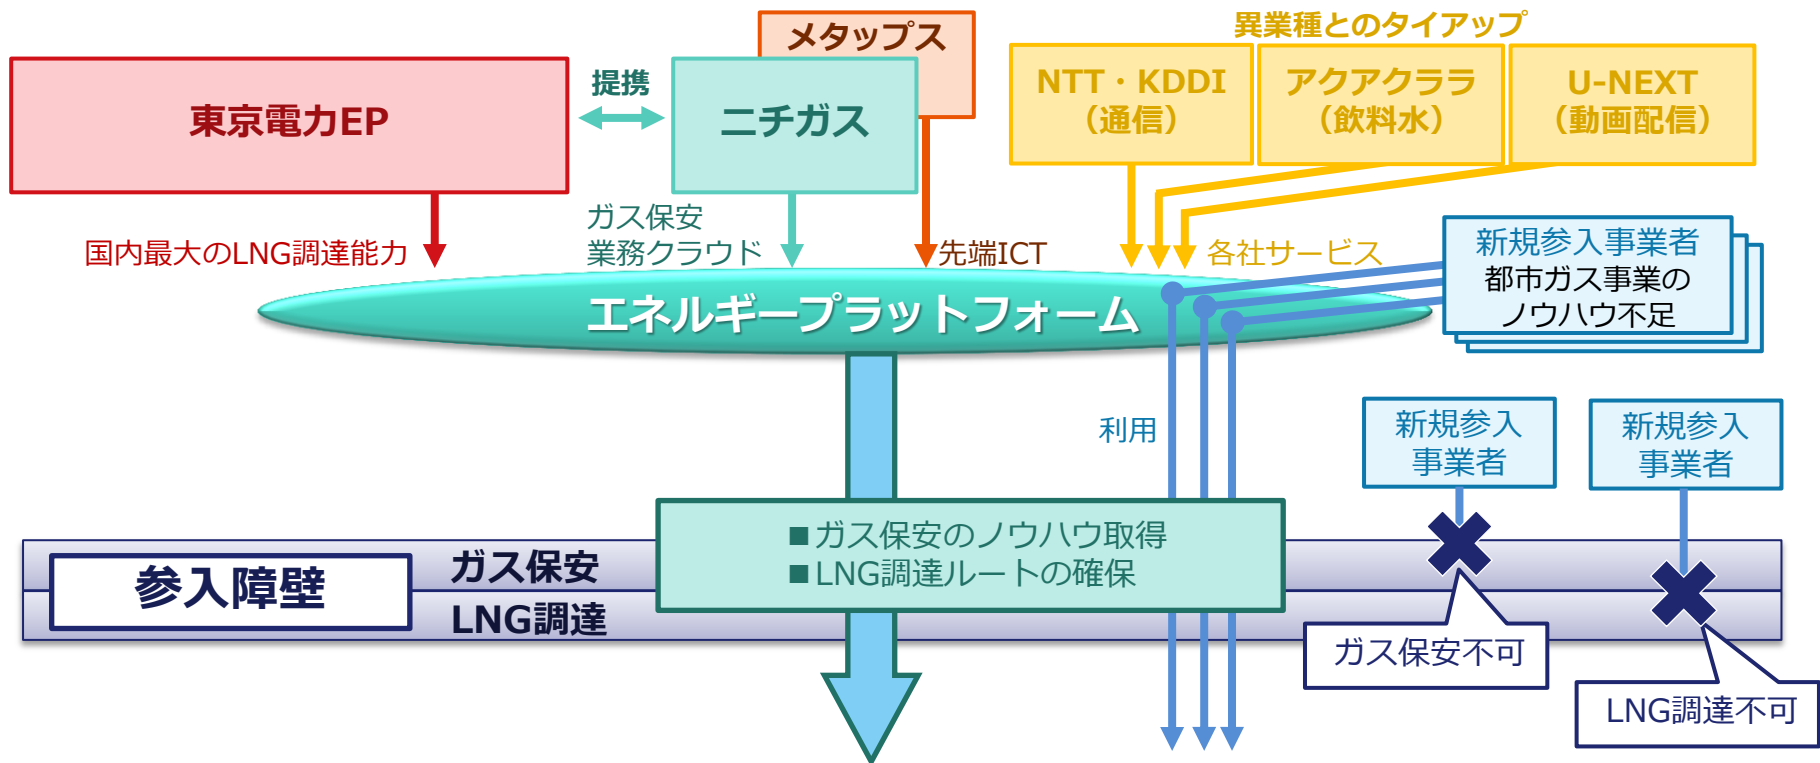 異業種とのタイアップ
メタップス
東京電力EP
提携
ニチガス
NTT・KDDI
（通信）
アクアクララ
（飲料水）
U-NEXT
（動画配信）
国内最大のLNG調達能力
ガス保安
業務クラウド
先端ICT
各社サービス
新規参入事業者
都市ガス事業の
ノウハウ不足
エネルギープラットフォーム
利用
新規参入
事業者
新規参入
事業者
■ガス保安のノウハウ取得
■LNG調達ルートの確保
参入障壁
ガス保安
LNG調達
ガス保安不可
LNG調達不可